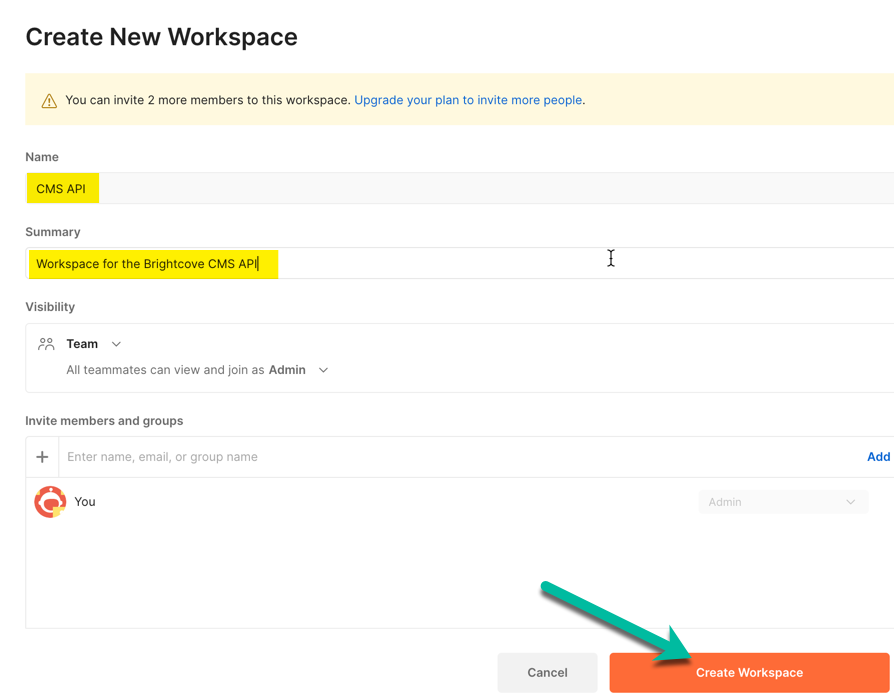 Create New Workspace
You can invite 2 more members to this workspace. Upgrade your plan to invite more people.
Name
CMS API
Summary
Workspace for the Brightcove CMS API
Visibility
Team
All teammates can view and join as Admin
Invite members and groups
Enter name, email, or group name
Add
You
Admin
Cancel
Create Workspace